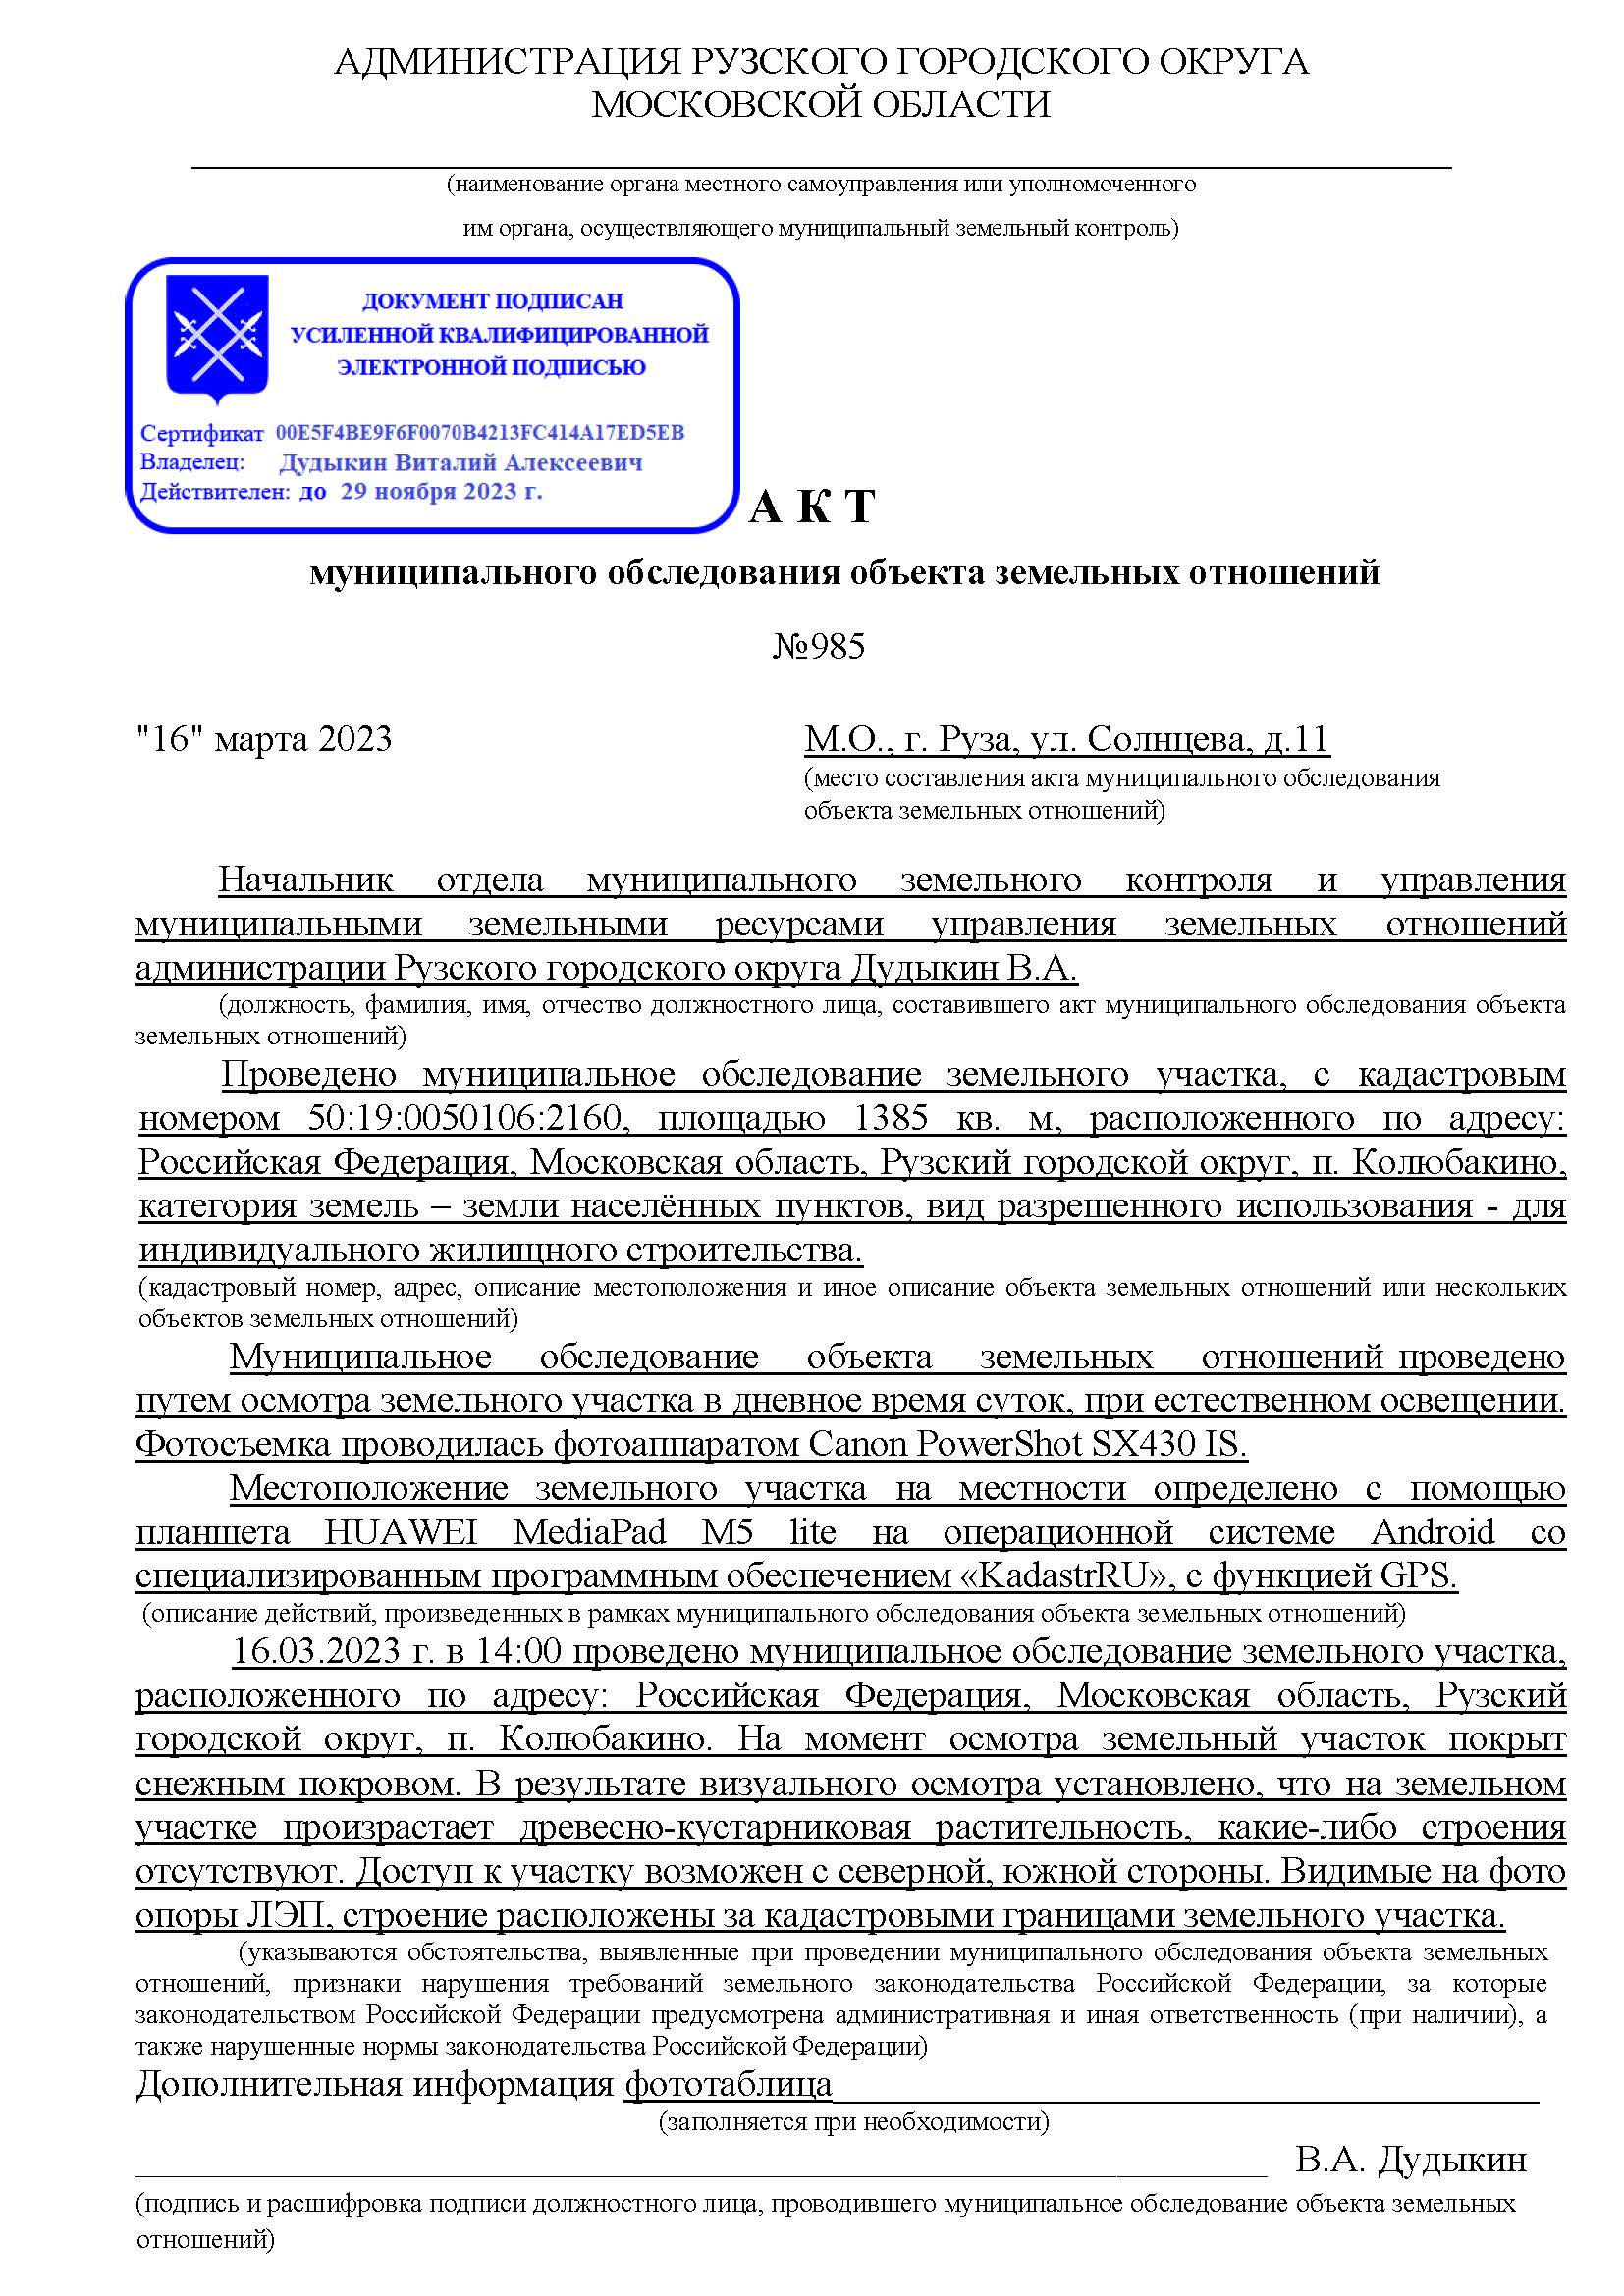 АДМИНИСТРАЦИЯ РУЗСКОГО ГОРОДСКОГО ОКРУГА
МОСКОВСКОЙ ОБЛАСТИ
(наименование органа местного самоуправления или уполномоченного
им органа, осуществляющего муниципальный земельный контроль)
ДОКУМЕНТ ПОДПИСАН
УСИЛЕННОЙ КВАЛИФИЦИРОВАННОЙ
ЭЛЕКТРОННОЙ ПОДПИСЬЮ
Сертификат 00E5F4BE9F6F0070B4213FC414A17ED5EB
Владелец: Дудыкин Виталий Алексеевич
Действителен: до 29 ноября 2023 г.
А К Т
муниципального обследования объекта земельных отношений
№985
"16" марта 2023
М.О., г. Руза, ул. Солнцева, д.11
(место составления акта муниципального обследования
объекта земельных отношений)
Начальник отдела муниципального земельного контроля и управления
муниципальными земельными ресурсами управления земельных отношений
администрации Рузского городского округа Дудыкин В.А.
(должность, фамилия, имя, отчество должностного лица, составившего акт муниципального обследования объекта
земельных отношений)
Проведено муниципальное обследование земельного участка, с кадастровым
номером 50:19:0050106:2160, площадью 1385 кв. м, расположенного по адресу:
Российская Федерация, Московская область, Рузский городской округ, п. Колюбакино,
категория земель – земли населённых пунктов, вид разрешенного использования - для
индивидуального жилищного строительства.
(кадастровый номер, адрес, описание местоположения и иное описание объекта земельных отношений или нескольких
объектов земельных отношений)
Муниципальное обследование объекта земельных отношений проведено
путем осмотра земельного участка в дневное время суток, при естественном освещении.
Фотосъемка проводилась фотоаппаратом Canon PowerShot SX430 IS.
Местоположение земельного участка на местности определено с помощью
планшета HUAWEI MediaPad M5 lite на операционной системе Android со
специализированным программным обеспечением «KadastrRU», с функцией GPS.
(описание действий, произведенных в рамках муниципального обследования объекта земельных отношений)
16.03.2023 г. в 14:00 проведено муниципальное обследование земельного участка,
расположенного по адресу: Российская Федерация, Московская область, Рузский
городской округ, п. Колюбакино. На момент осмотра земельный участок покрыт
снежным покровом. В результате визуального осмотра установлено, что на земельном
участке произрастает древесно-кустарниковая растительность, какие-либо строения
отсутствуют. Доступ к участку возможен с северной, южной стороны. Видимые на фото
опоры ЛЭП, строение расположены за кадастровыми границами земельного участка.
(указываются обстоятельства, выявленные при проведении муниципального обследования объекта земельных
отношений, признаки нарушения требований земельного законодательства Российской Федерации, за которые
законодательством Российской Федерации предусмотрена административная и иная ответственность (при наличии), а
также нарушенные нормы законодательства Российской Федерации)
Дополнительная информация фототаблица
(заполняется при необходимости)
В.А. Дудыкин
(подпись и расшифровка подписи должностного лица, проводившего муниципальное обследование объекта земельных
отношений)